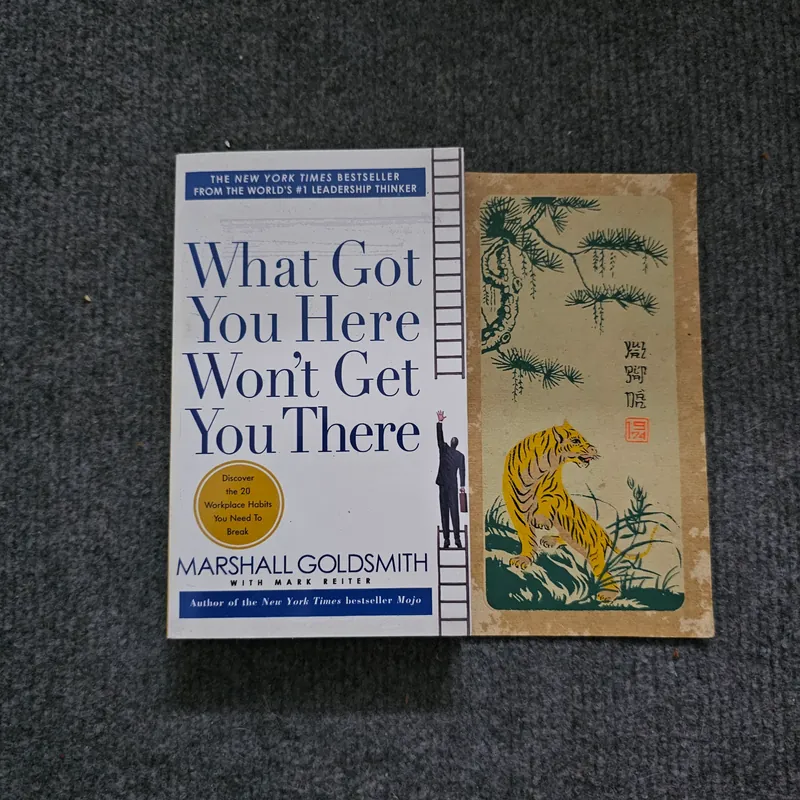 THE NEW YORK TIMES BESTSELLER
FROM THE WORLD'S #1 LEADERSHIP THINKER
What Got
You Here
Won't Get
You There
Discover
the 20
Workplace Habits
You Need To
Break
MARSHALL GOLDSMITH
WITH MARK REITER
Author of the New York Times bestseller Mojo
1974